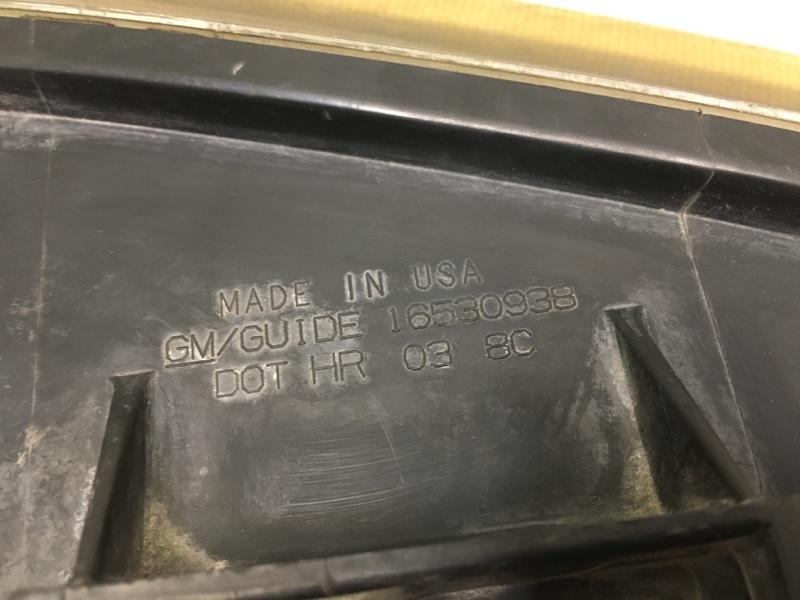 MADE IN USA
GM/GUIDE 16530938
DOT HR 03 8C